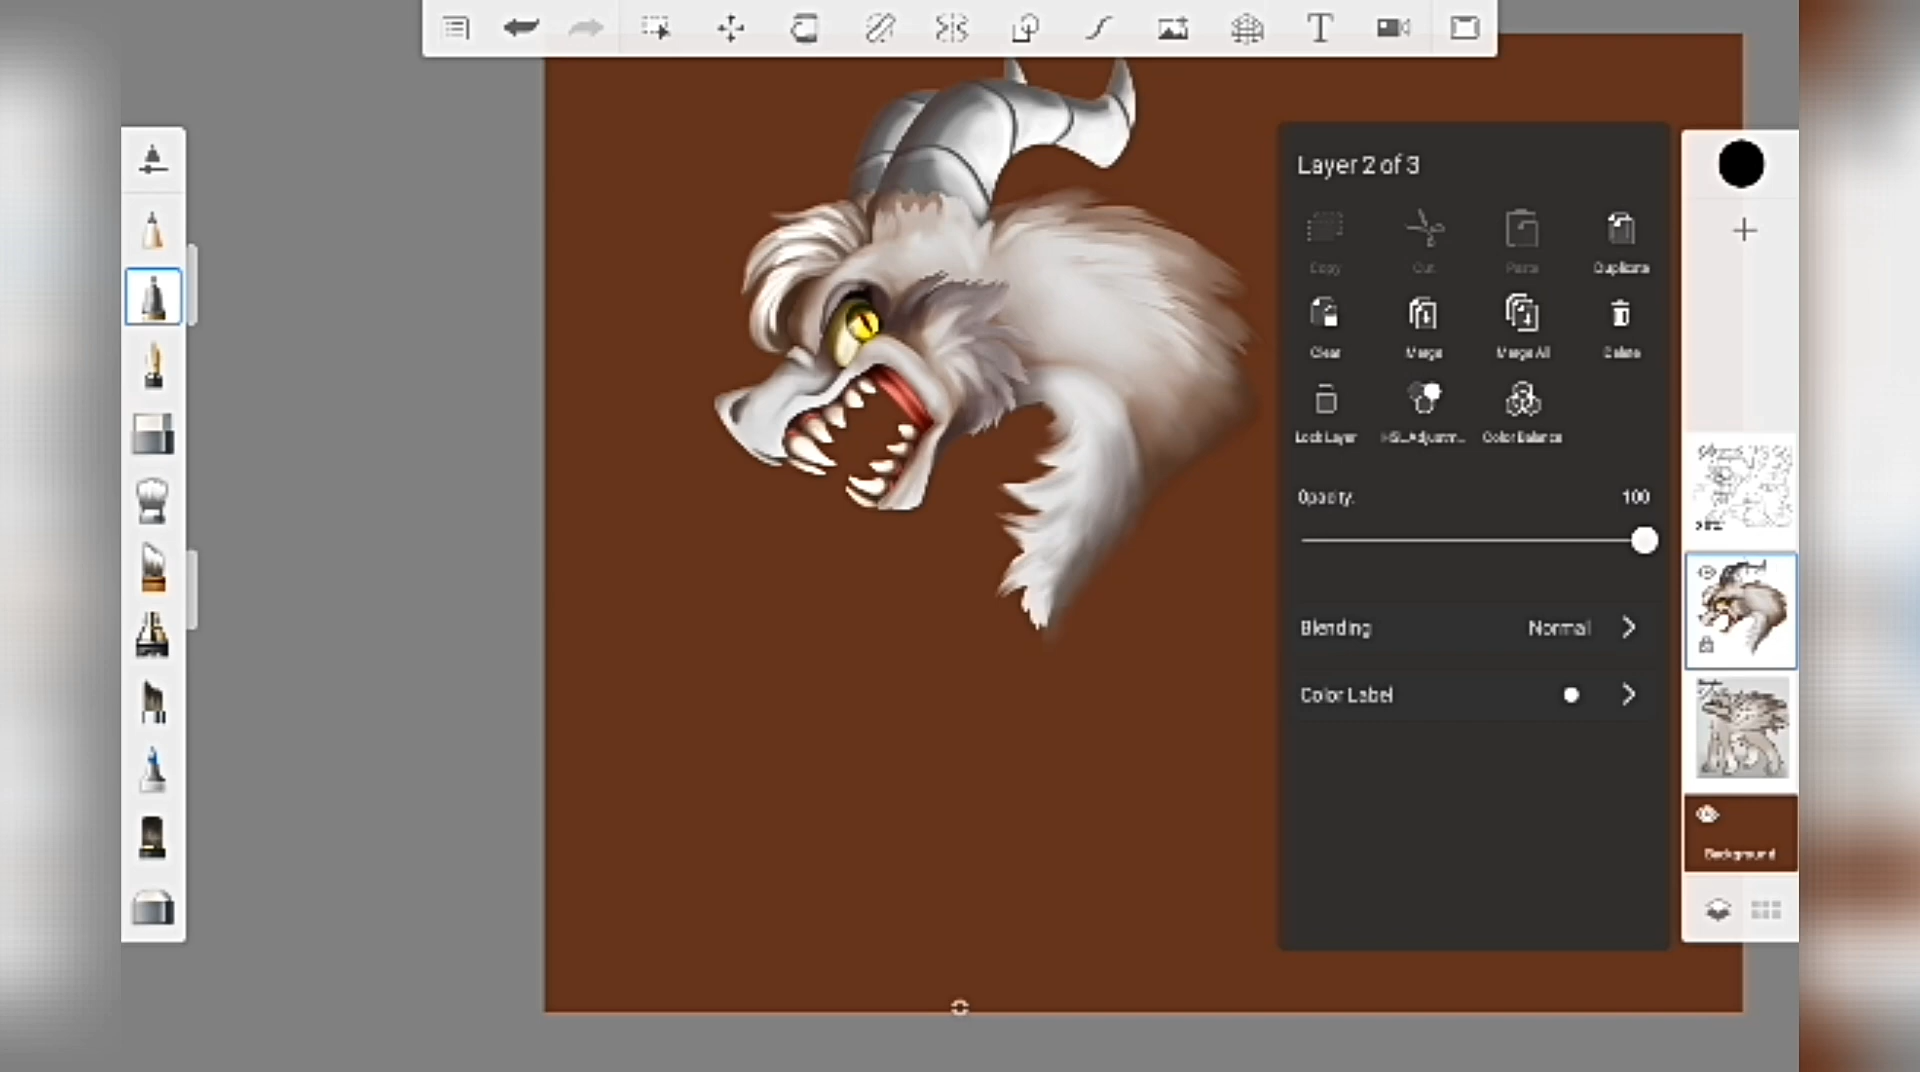 T
Layer 2 of 3
Copy
Cut
Paste
Duplicate
Clear
Merge
Merge All
Delete
Lock Layer
HSL Adjustm...
Color Balance
Opacity:
100
Blending
Normal
Color Label
Background